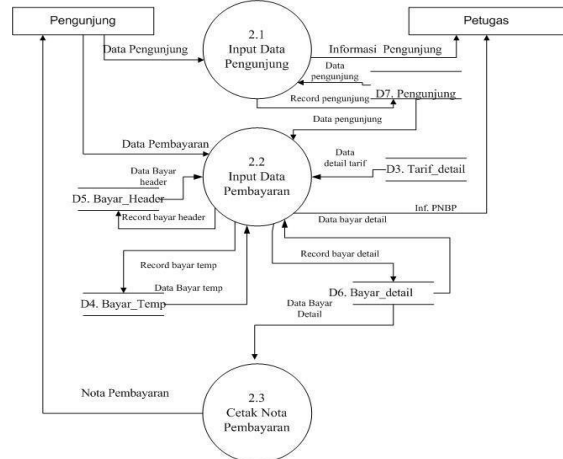 Pengunjung
Petugas
2.1
Input Data
Pengunjung
Data Pengunjung
Informasi Pengunjung
Data
pengunjung
Record pengunjung
D7. Pengunjung
Data pengunjung
Data Pembayaran
2.2
Input Data
Pembayaran
Data
detail tarif
D3. Tarif_detail
Data Bayar
header
D5. Bayar_Header
Record bayar header
Inf. PNBP
Data bayar detail
Record bayar temp
Record bayar detail
Data Bayar temp
D4. Bayar_Temp
D6. Bayar_detail
Data Bayar
Detail
2.3
Cetak Nota
Pembayaran
Nota Pembayaran